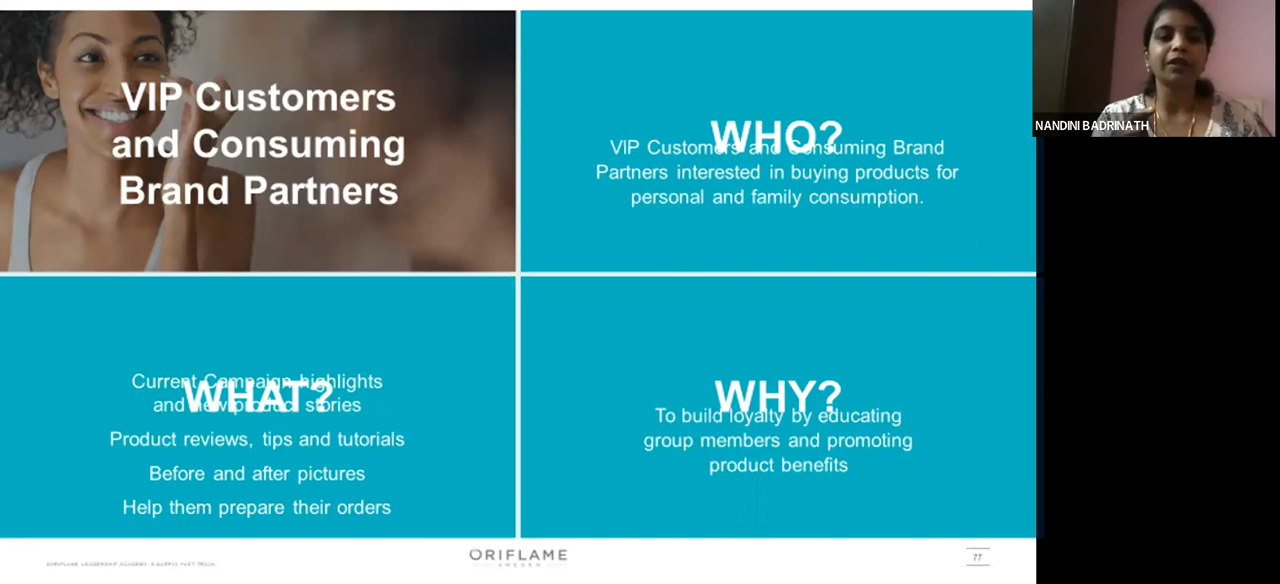 VIP Customers
and Consuming
Brand Partners
WHO?
VIP Customers and Consuming Brand
Partners interested in buying products for
personal and family consumption.
NANDINI BADRINATH
WHAT?
Current Campaign highlights
and new product stories
Product reviews, tips and tutorials
Before and after pictures
Help them prepare their orders
WHY?
To build loyalty by educating
group members and promoting
product benefits
ORIFLAME
SWEDEN
77